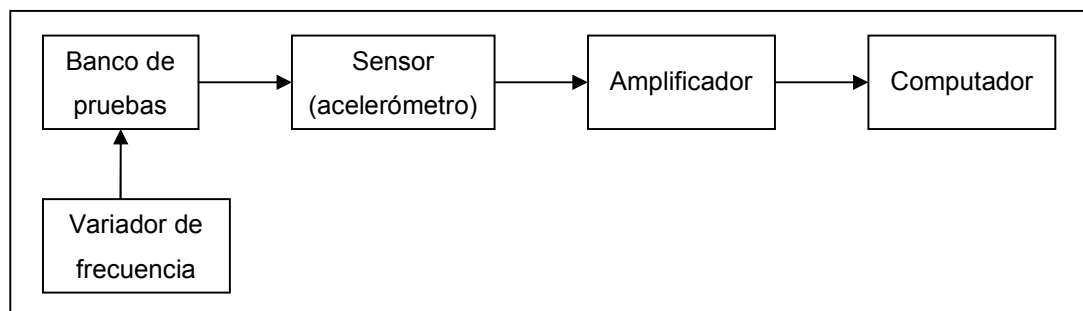 Banco de
pruebas
Sensor
(acelerómetro)
Amplificador
Computador
Variador de
frecuencia